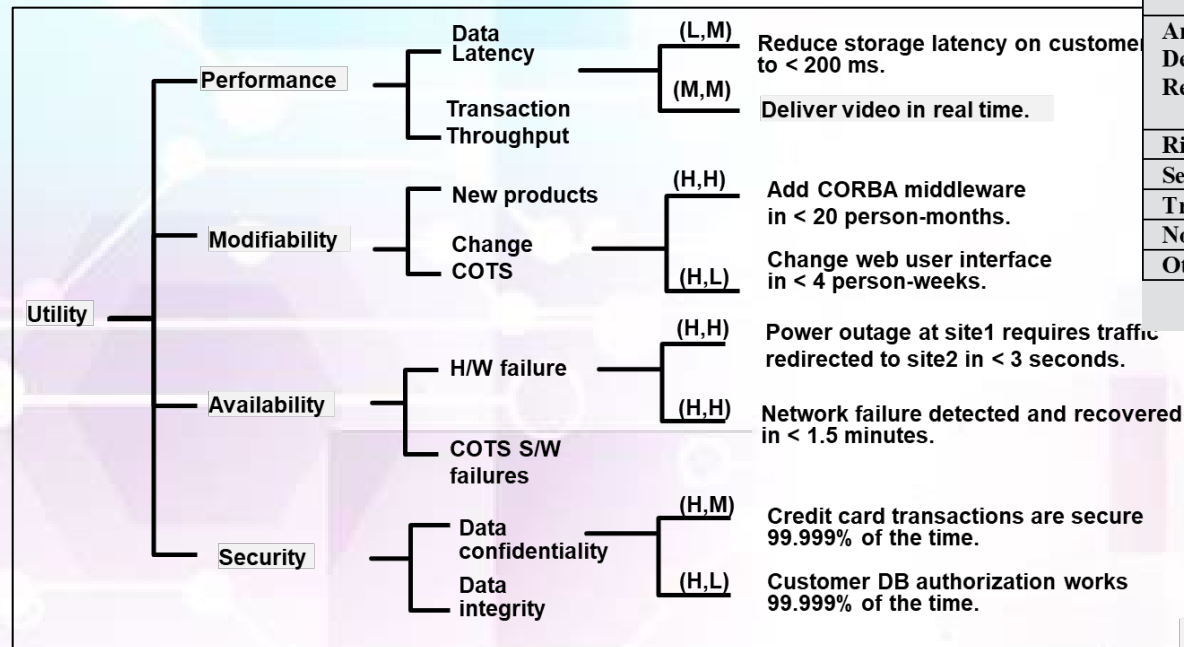 Utility
Performance
Data
Latency
(L,M)
Reduce storage latency on customer
to < 200 ms.
(M,M)
Deliver video in real time.
Transaction
Throughput
Modifiability
New products
Change
COTS
(H,H)
Add CORBA middleware
in < 20 person-months.
(H,L)
Change web user interface
in < 4 person-weeks.
Availability
H/W failure
(H,H)
Power outage at site1 requires traffic
redirected to site2 in < 3 seconds.
(H,H)
Network failure detected and recovered
in < 1.5 minutes.
COTS S/W
failures
Security
Data
confidentiality
(H,M)
Credit card transactions are secure
99.999% of the time.
(H,L)
Customer DB authorization works
99.999% of the time.
Data
integrity